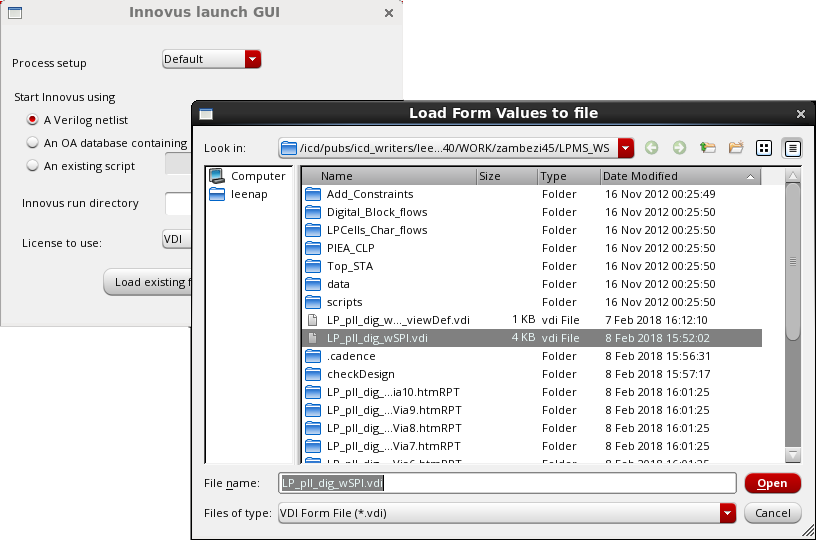 Innovus launch GUI
Process setup Default
Start Innovus using
A Verilog netlist
An OA database containing
An existing script
Innovus run directory
License to use: VDI
Load existing f
Load Form Values to file
Look in: /icd/pubs/icd_writers/lee...40/WORK/zambezi45/LPMS_WS
Computer
leenap
Name Size Type Date Modified
Add_Constraints Folder 16 Nov 2012 00:25:49
Digital_Block_flows Folder 16 Nov 2012 00:25:50
LPCells_Char_flows Folder 16 Nov 2012 00:25:50
PIEA_CLP Folder 16 Nov 2012 00:25:50
Top_STA Folder 16 Nov 2012 00:25:50
data Folder 16 Nov 2012 00:25:50
scripts Folder 16 Nov 2012 00:25:50
LP_pll_dig_w..._viewDef.vdi 1 KB vdi File 7 Feb 2018 16:12:10
LP_pll_dig_wSPI.vdi 4 KB vdi File 8 Feb 2018 15:52:02
.cadence Folder 8 Feb 2018 15:56:31
checkDesign Folder 8 Feb 2018 15:57:17
LP_pll_dig_...ia10.htmRPT Folder 8 Feb 2018 16:01:25
LP_pll_dig_...Via9.htmRPT Folder 8 Feb 2018 16:01:25
LP_pll_dig_...Via8.htmRPT Folder 8 Feb 2018 16:01:25
LP_pll_dig_...Via7.htmRPT Folder 8 Feb 2018 16:01:25
LP_pll_dig_...Via6.htmRPT Folder 8 Feb 2018 16:01:25
File name: LP_pll_dig_wSPI.vdi Open
Files of type: VDI Form File (*.vdi) Cancel